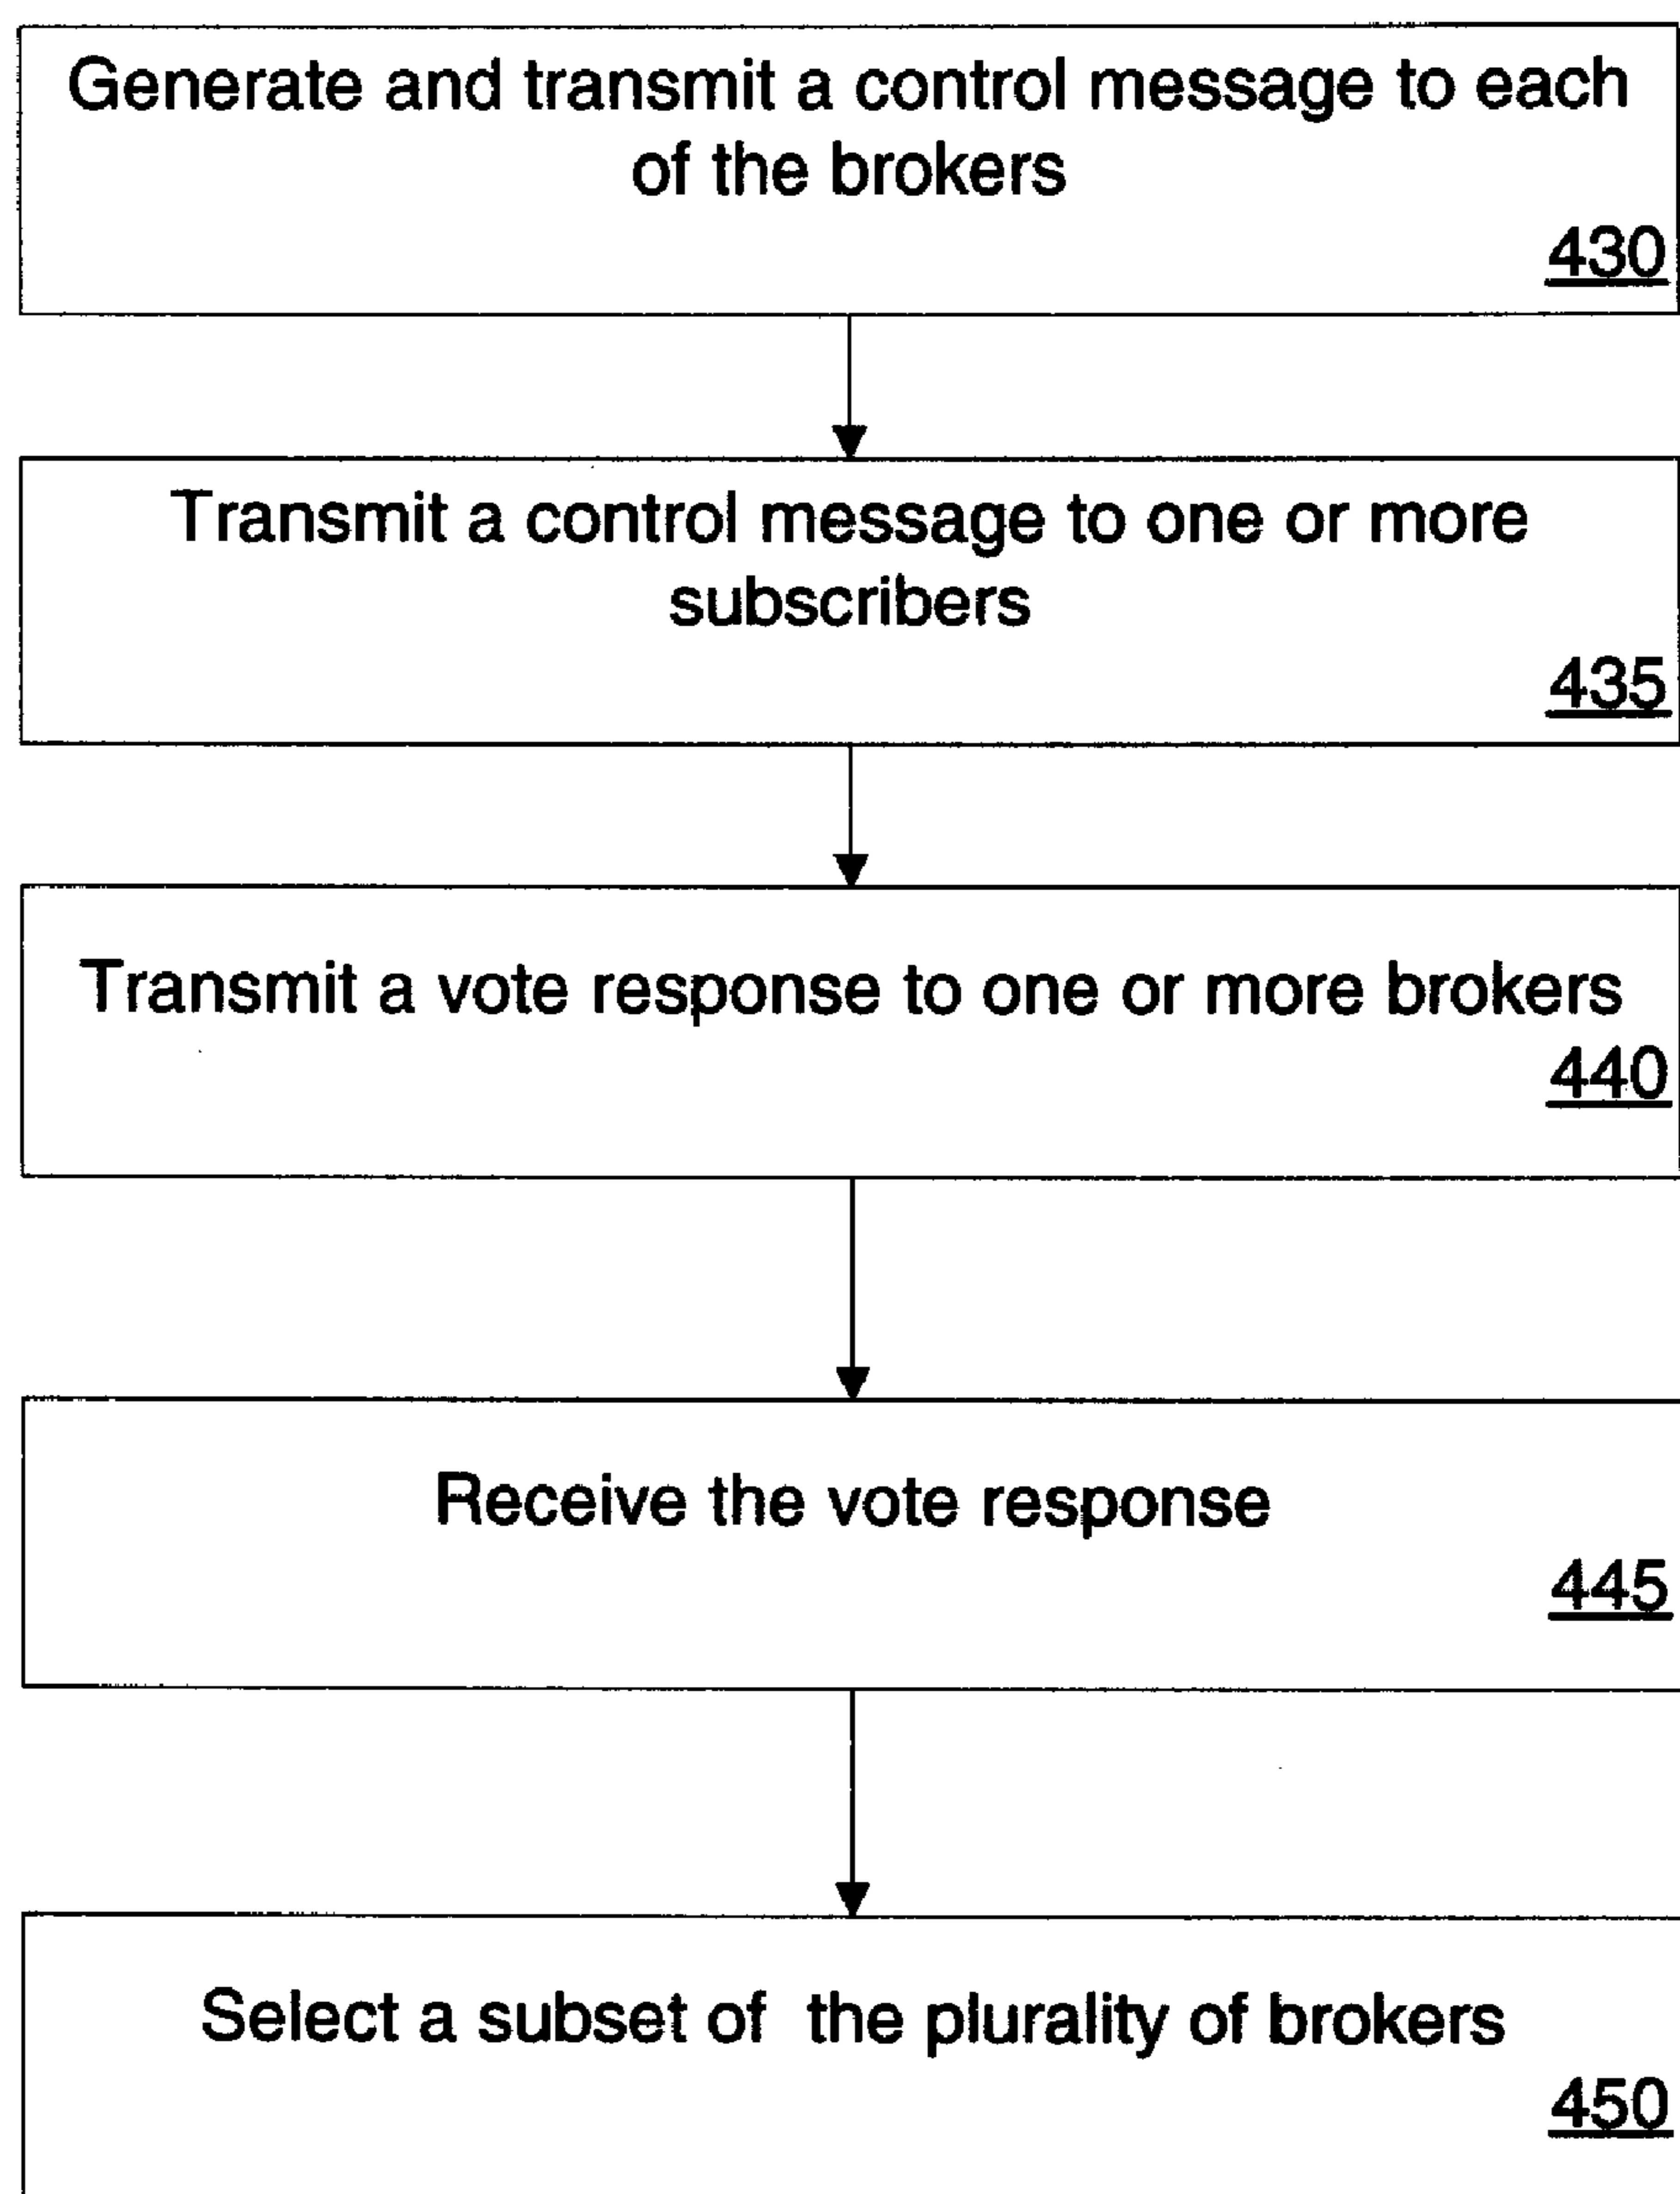 Generate and transmit a control message to each
of the brokers
430
Transmit a control message to one or more
subscribers
435
Transmit a vote response to one or more brokers
440
Receive the vote response
445
Select a subset of the plurality of brokers
450